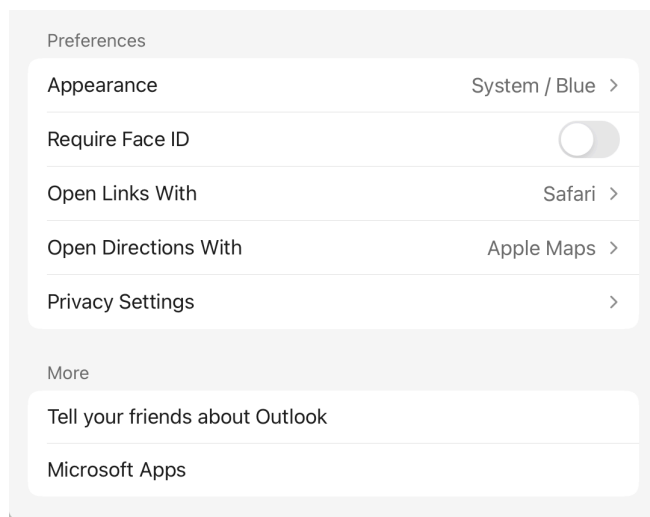 Preferences
Appearance System / Blue
Require Face ID
Open Links With Safari
Open Directions With Apple Maps
Privacy Settings
More
Tell your friends about Outlook
Microsoft Apps